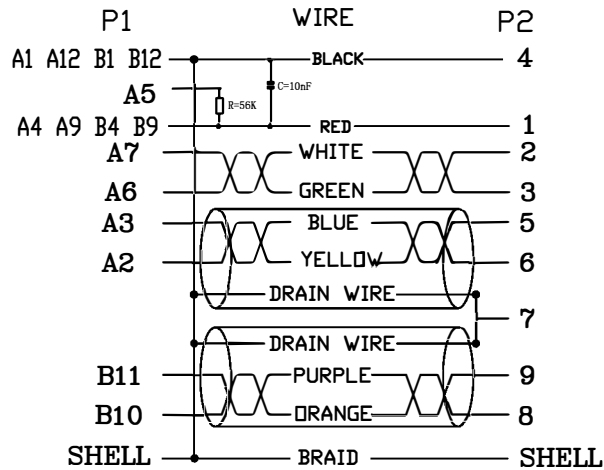 P1 WIRE P2
A1 A12 B1 B12 BLACK 4
A5 R=56K C=10nF
A4 A9 B4 B9 RED 1
A7 WHITE 2
A6 GREEN 3
A3 BLUE 5
A2 YELLOW 6
DRAIN WIRE
7
DRAIN WIRE
B11 PURPLE 9
B10 ORANGE 8
SHELL BRAID SHELL